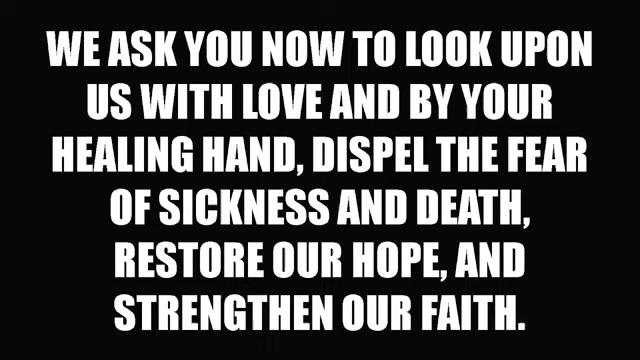 WE ASK YOU NOW TO LOOK UPON
US WITH LOVE AND BY YOUR
HEALING HAND, DISPEL THE FEAR
OF SICKNESS AND DEATH,
RESTORE OUR HOPE, AND
STRENGTHEN OUR FAITH.